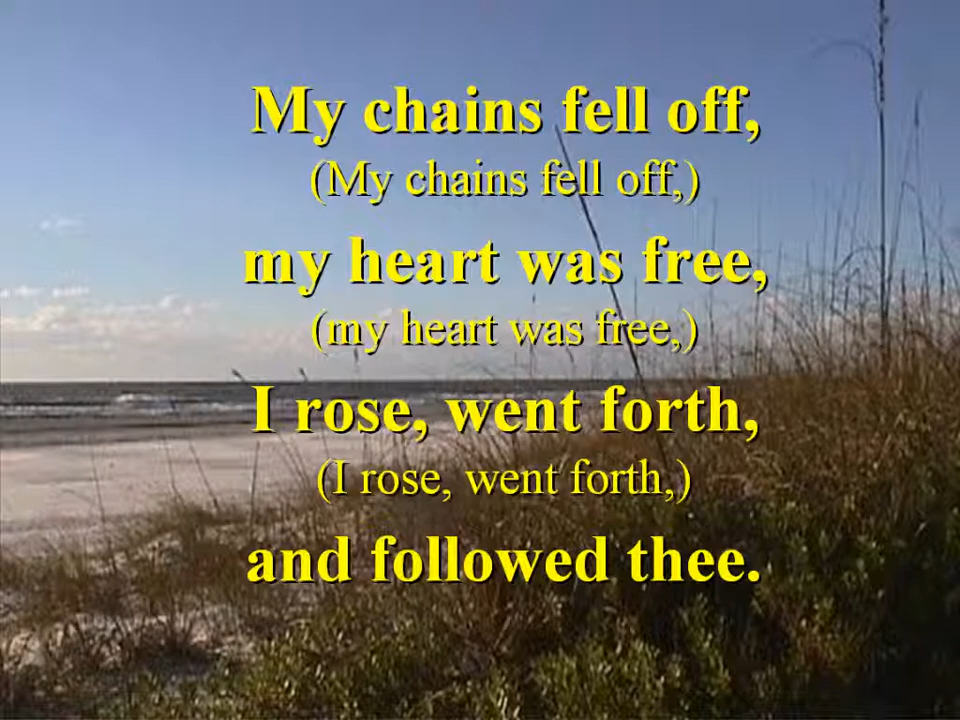 My chains fell off,
(My chains fell off,)
my heart was free,
(my heart was free,)
I rose, went forth,
(I rose, went forth,)
and followed thee.